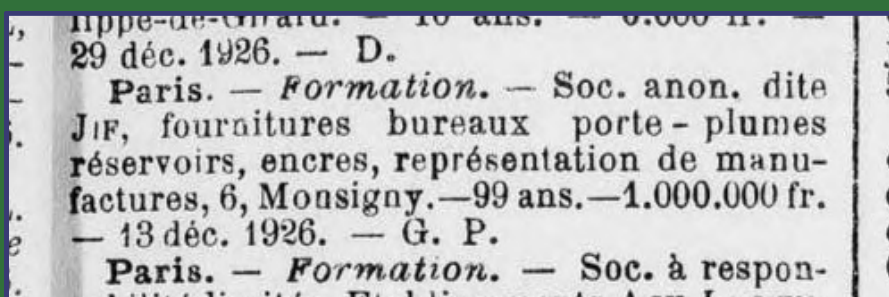 29 déc. 1926. — D.
Paris. — Formation. — Soc. anon. dite
JIF, fournitures bureaux porte-plumes
réservoirs, encres, représentation de manu-
factures, 6, Monsigny.—99 ans.—1.000.000 fr.
— 13 déc. 1926. — G. P.
Paris. — Formation. — Soc. à respon-